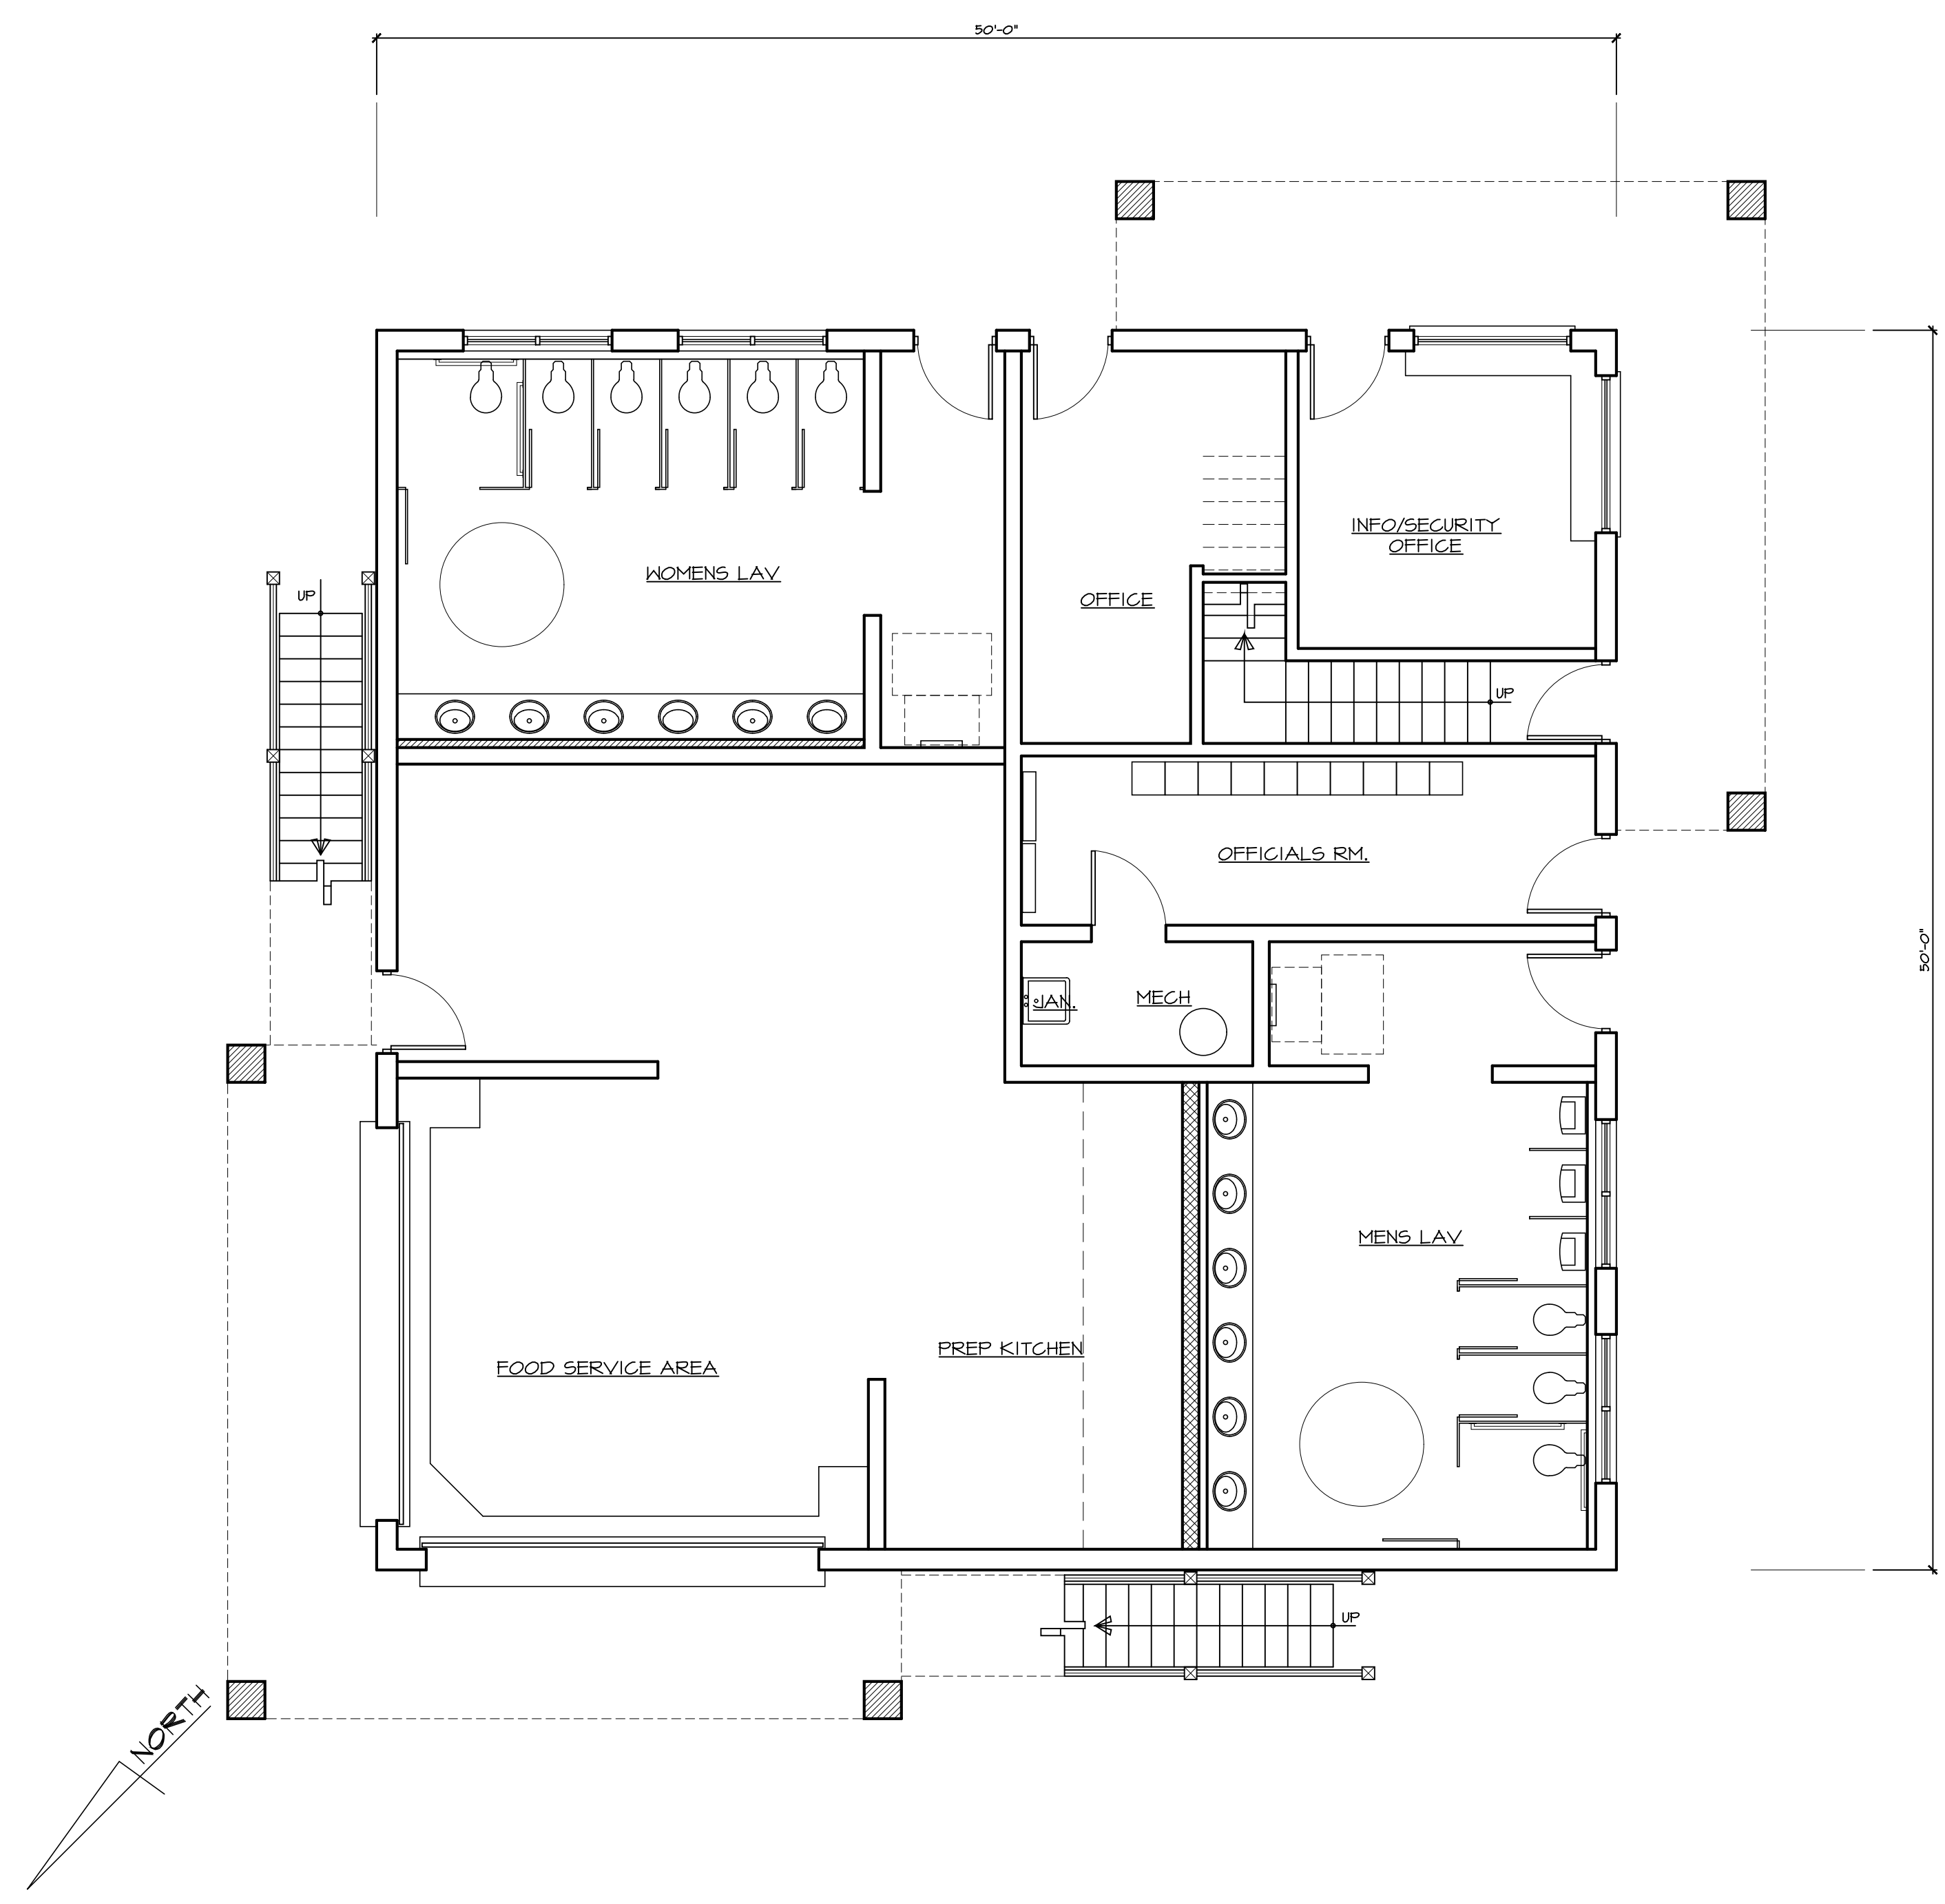 50'-0"
INFO/SECURITY
OFFICE
WOMENS LAV
UP
OFFICE
UP
OFFICIALS RM.
50'-0"
JAN.
MECH
MENS LAV
PREP KITCHEN
FOOD SERVICE AREA
UP
NORTH